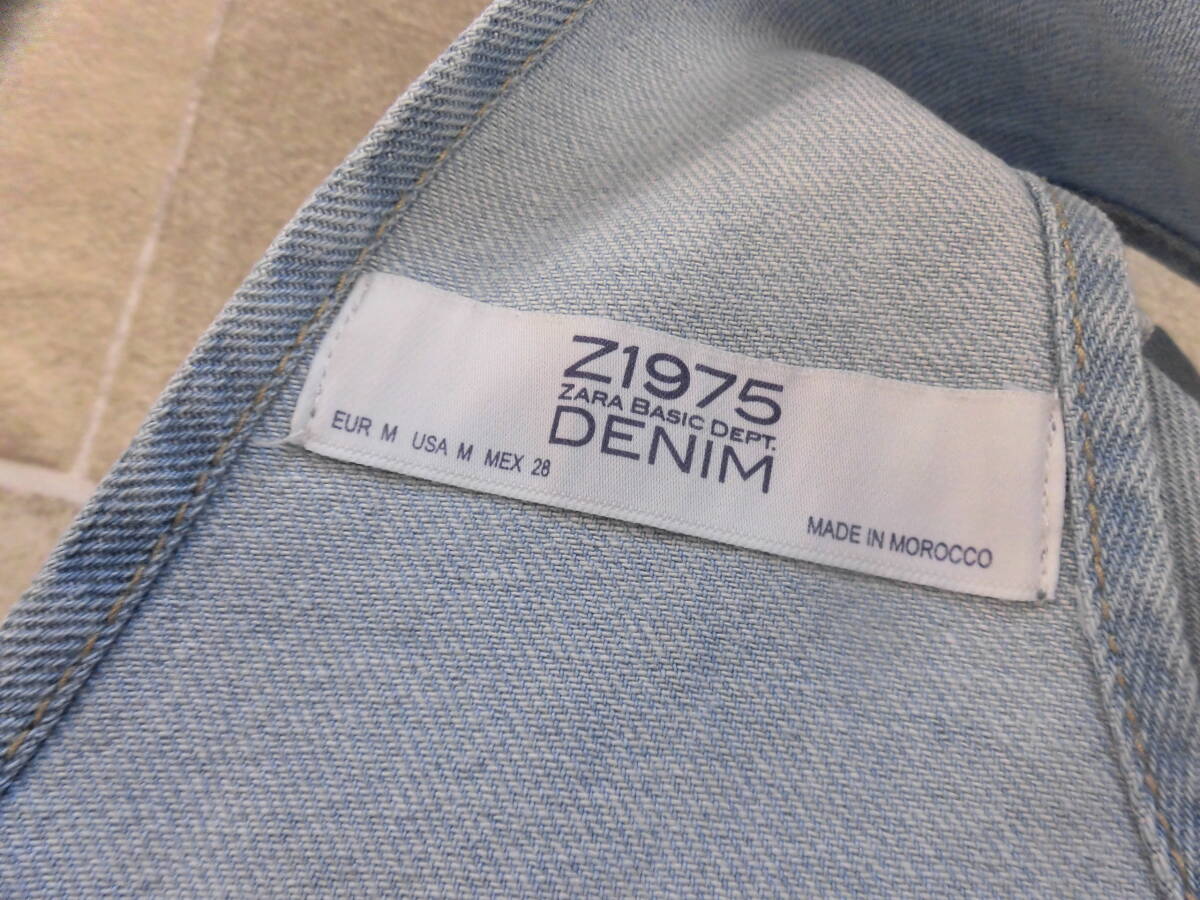 Z1975
ZARA BASIC DEPT.
DENIM
EUR M USA M MEX 28
MADE IN MOROCCO